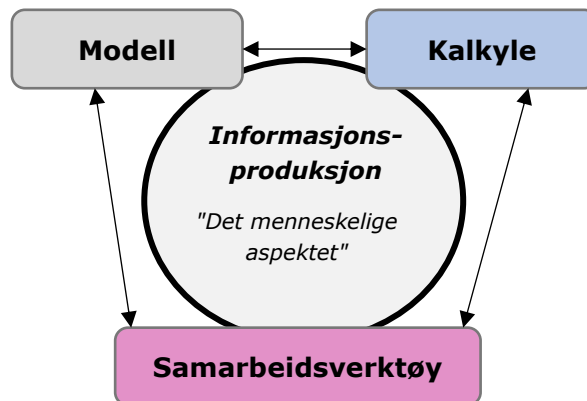 Modell
Kalkyle
Informasjons-
produksjon
"Det menneskelige
aspektet"
Samarbeidsverktøy